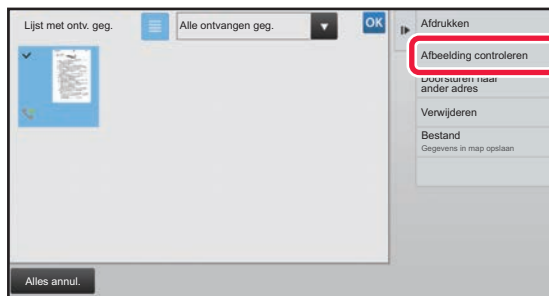 Lijst met ontv. geg.
Alle ontvangen geg.
OK
Afdrukken
Afbeelding controleren
Doorsturen naar
ander adres
Verwijderen
Bestand
Gegevens in map opslaan
Alles annul.